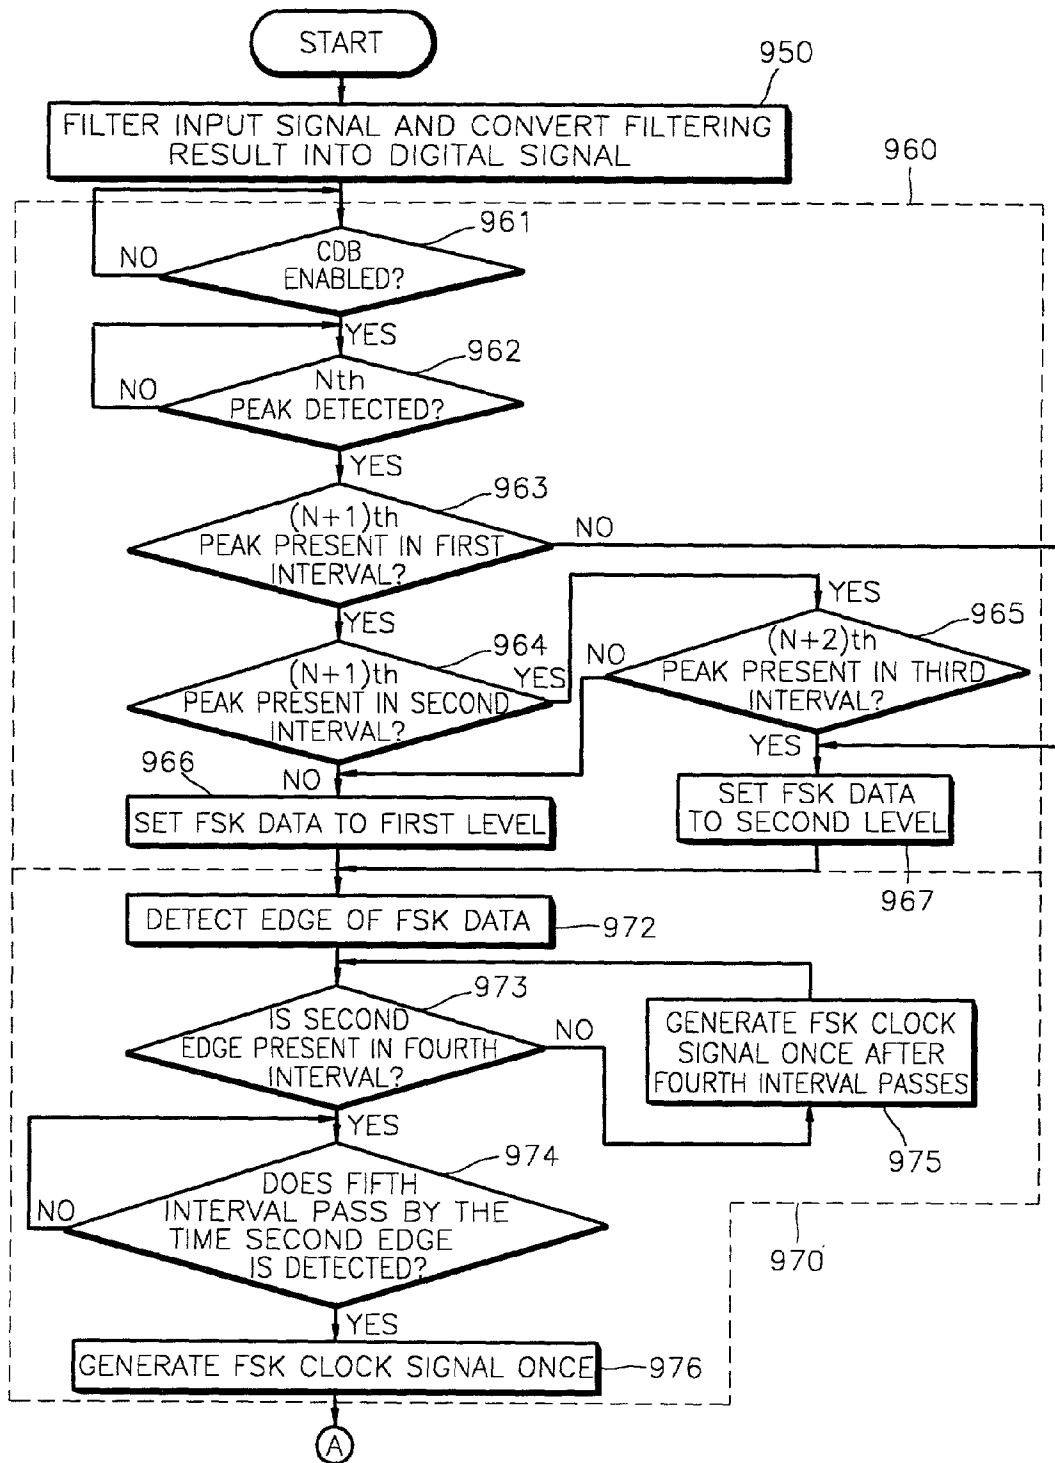 START
950
FILTER INPUT SIGNAL AND CONVERT FILTERING
RESULT INTO DIGITAL SIGNAL
960
961
CDB
ENABLED?
NO
YES
962
Nth
PEAK DETECTED?
NO
YES
963
(N+1)th
PEAK PRESENT IN FIRST
INTERVAL?
NO
YES
964
(N+1)th
PEAK PRESENT IN SECOND
INTERVAL?
YES
YES
965
(N+2)th
PEAK PRESENT IN THIRD
INTERVAL?
NO
YES
966
NO
SET FSK DATA TO FIRST LEVEL
SET FSK DATA
TO SECOND LEVEL
967
DETECT EDGE OF FSK DATA
972
973
IS SECOND
EDGE PRESENT IN FOURTH
INTERVAL?
NO
GENERATE FSK CLOCK
SIGNAL ONCE AFTER
FOURTH INTERVAL PASSES
975
YES
974
DOES FIFTH
INTERVAL PASS BY THE
TIME SECOND EDGE
IS DETECTED?
NO
970
YES
GENERATE FSK CLOCK SIGNAL ONCE
976
A